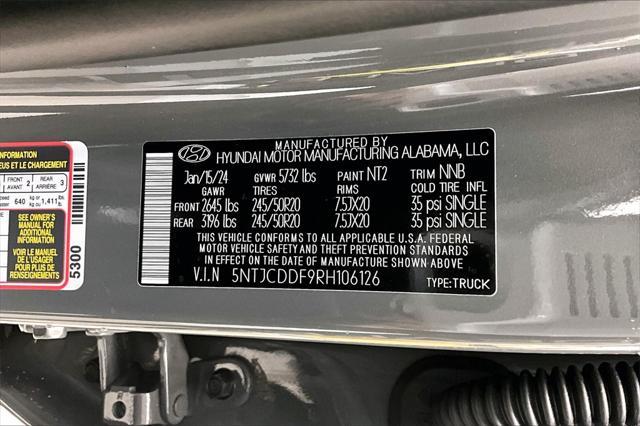 INFORMATION
EUS ET LE CHARGEMENT
FRONT 2 REAR 3
AVANT ARRIÈRE
640 kg or 1,411 lb.
SEE OWNER'S
MANUAL FOR
ADDITIONAL
INFORMATION
VOIR LE MANUEL
DE L'USAGER
POUR PLUS DE
5300
MANUFACTURED BY
HYUNDAI MOTOR MANUFACTURING ALABAMA, LLC
Jan/15/24 GVWR 5732 lbs PAINT NT2 TRIM NNB
GAWR TIRES RIMS COLD TIRE INFL
FRONT 2645 lbs 245/50R20 7.5JX20 35 psi SINGLE
REAR 3196 lbs 245/50R20 7.5JX20 35 psi SINGLE
THIS VEHICLE CONFORMS TO ALL APPLICABLE U.S.A. FEDERAL
MOTOR VEHICLE SAFETY AND THEFT PREVENTION STANDARDS
IN EFFECT ON THE DATE OF MANUFACTURE SHOWN ABOVE.
V.I.N 5NTJCDDF9RH106126 TYPE:TRUCK